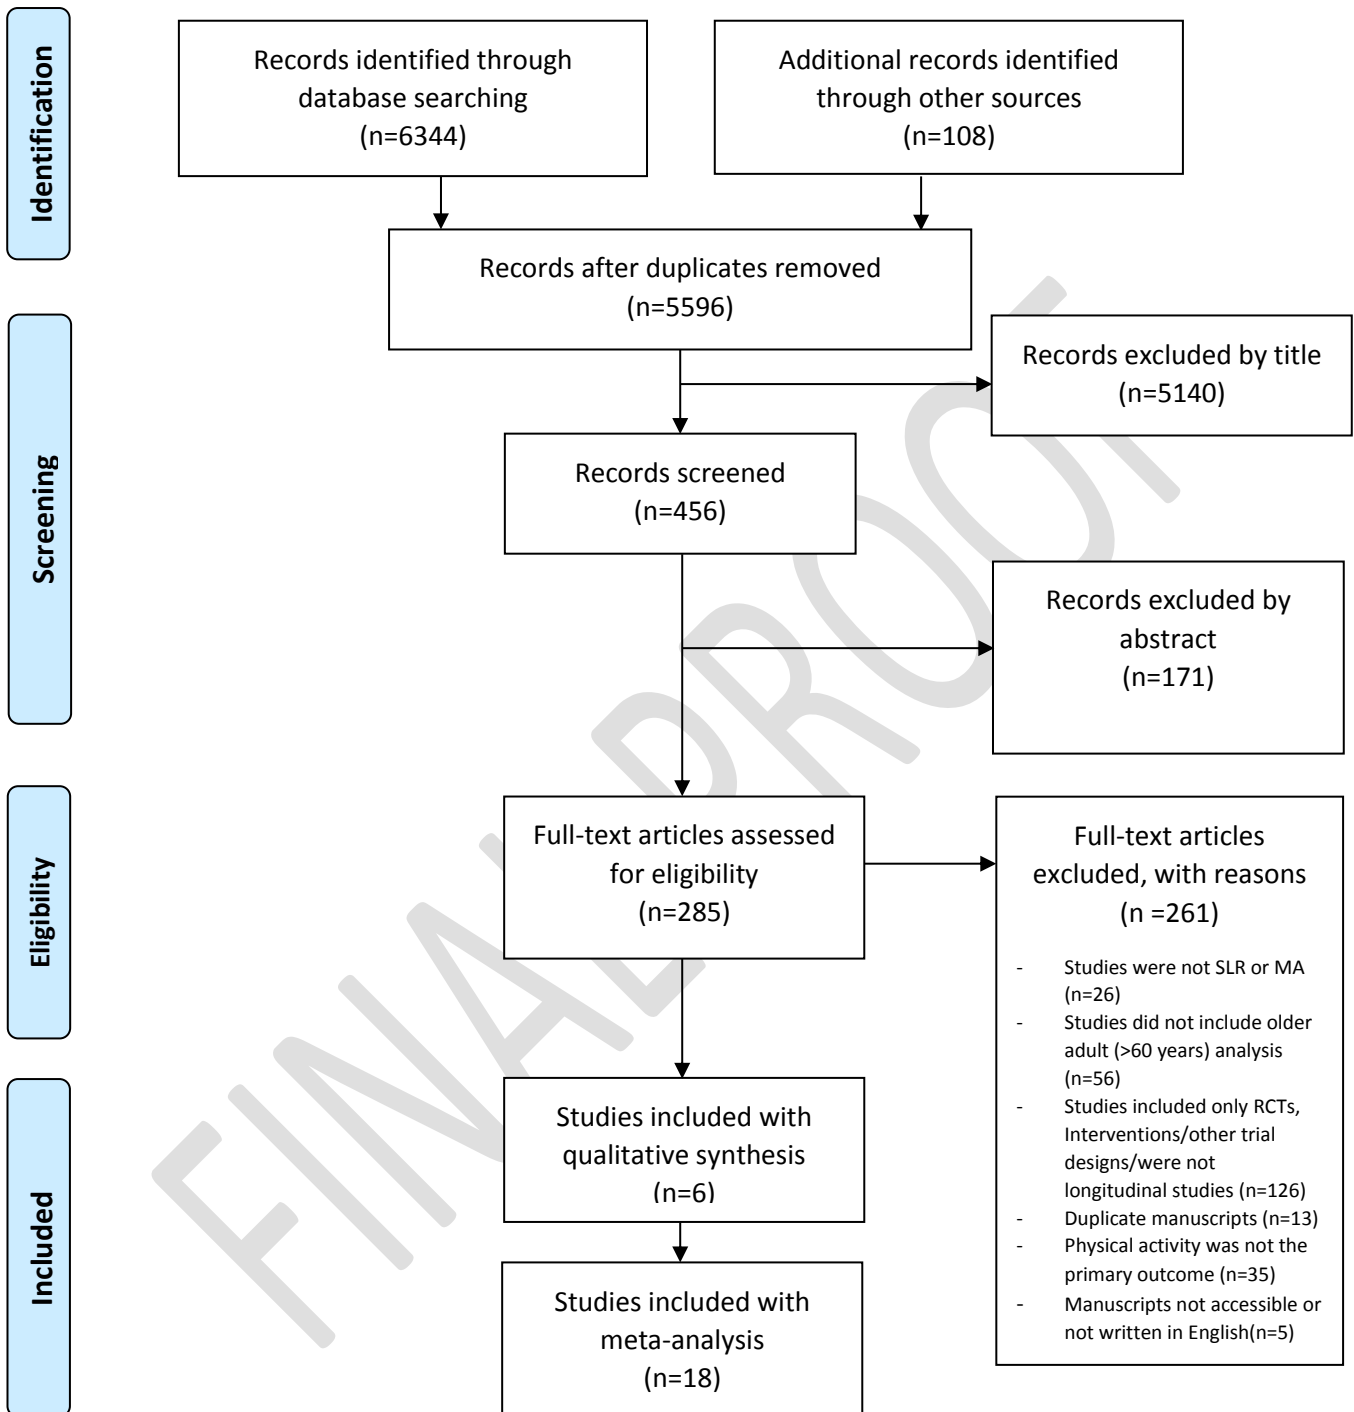 Identification
Records identified through
database searching
(n=6344)
Additional records identified
through other sources
(n=108)
Records after duplicates removed
(n=5596)
Screening
Records excluded by title
(n=5140)
Records screened
(n=456)
Records excluded by
abstract
(n=171)
Eligibility
Full-text articles assessed
for eligibility
(n=285)
Full-text articles
excluded, with reasons
(n =261)
- Studies were not SLR or MA
(n=26)
- Studies did not include older
adult (>60 years) analysis
(n=56)
- Studies included only RCTs,
Interventions/other trial
designs/were not
longitudinal studies (n=126)
- Duplicate manuscripts (n=13)
- Physical activity was not the
primary outcome (n=35)
- Manuscripts not accessible or
not written in English(n=5)
Included
Studies included with
qualitative synthesis
(n=6)
Studies included with
meta-analysis
(n=18)
FINAL PROOF